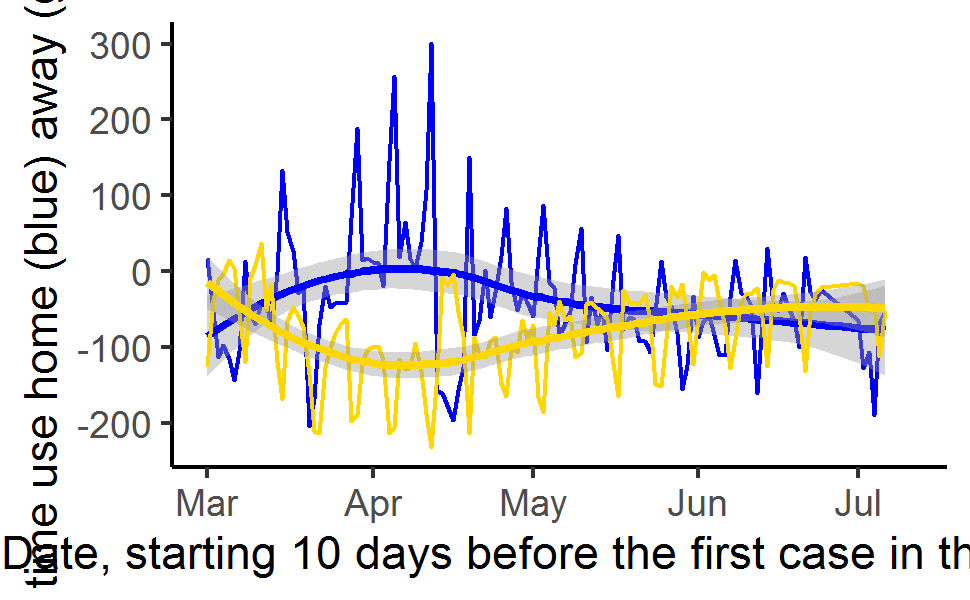 time use home (blue) away (g
300
200
100
0
-100
-200
Mar Apr May Jun Jul
Date, starting 10 days before the first case in th